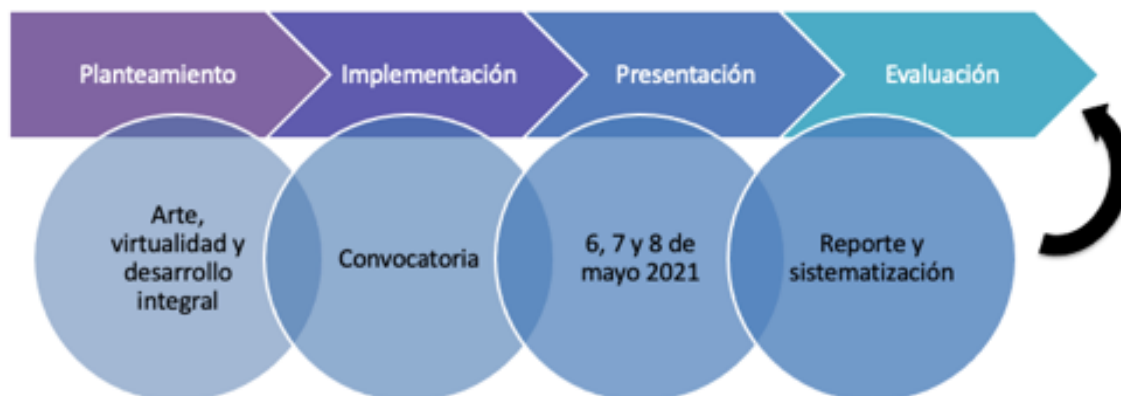 Planteamiento
Implementación
Presentación
Evaluación
Arte,
virtualidad y
desarrollo
integral
Convocatoria
6, 7 y 8 de
mayo 2021
Reporte y
sistematización